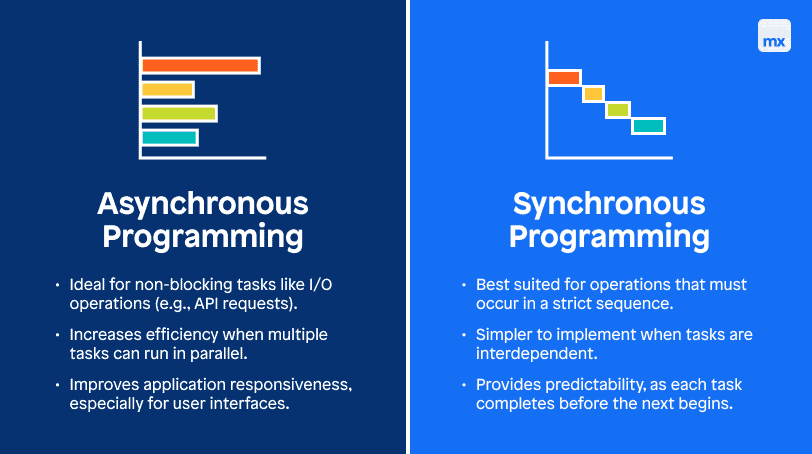 mx
Asynchronous
Programming
• Ideal for non-blocking tasks like I/O
operations (e.g., API requests).
• Increases efficiency when multiple
tasks can run in parallel.
• Improves application responsiveness,
especially for user interfaces.
Synchronous
Programming
• Best suited for operations that must
occur in a strict sequence.
• Simpler to implement when tasks are
interdependent.
• Provides predictability, as each task
completes before the next begins.